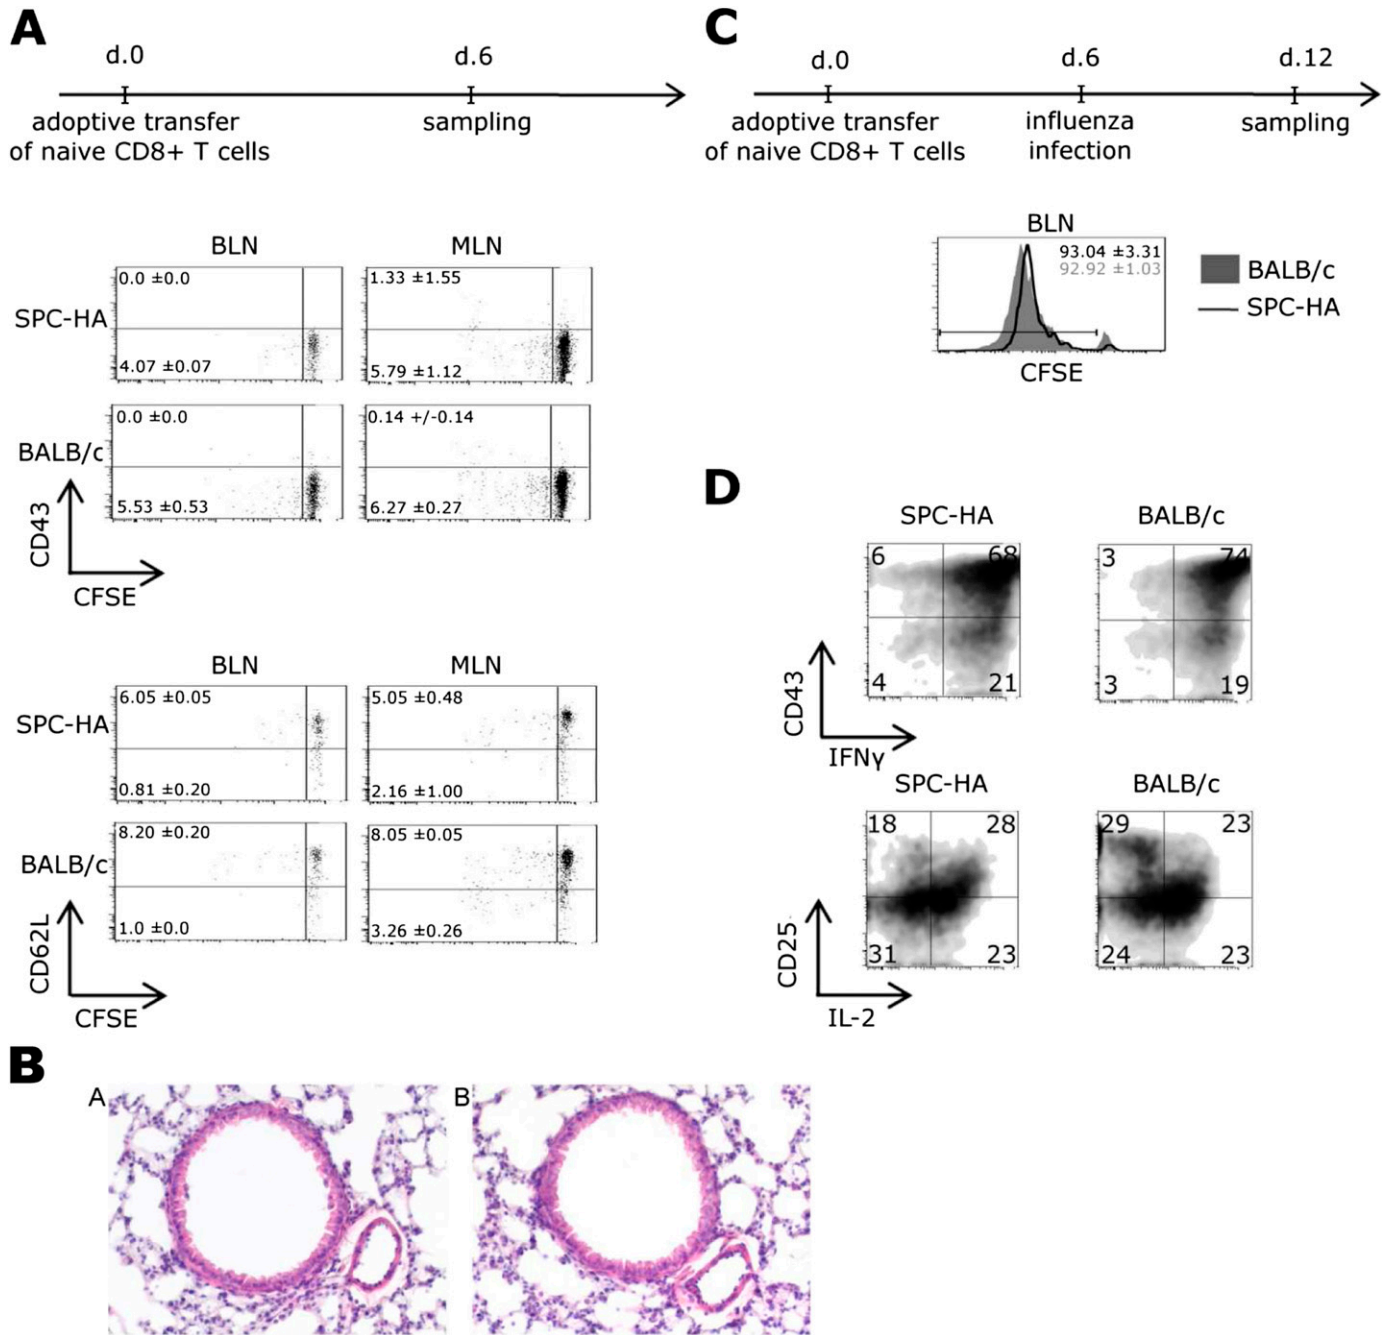 A
d.0
d.6
adoptive transfer
of naive CD8+ T cells
sampling
BLN
MLN
SPC-HA
0.0 ±0.0
4.07 ±0.07
1.33 ±1.55
5.79 ±1.12
BALB/c
0.0 ±0.0
5.53 ±0.53
0.14 +/-0.14
6.27 ±0.27
CD43
CFSE
BLN
MLN
SPC-HA
6.05 ±0.05
0.81 ±0.20
5.05 ±0.48
2.16 ±1.00
BALB/c
8.20 ±0.20
1.0 ±0.0
8.05 ±0.05
3.26 ±0.26
CD62L
CFSE
B
A
B
C
d.0
d.6
d.12
adoptive transfer
of naive CD8+ T cells
influenza
infection
sampling
BLN
93.04 ±3.31
92.92 ±1.03
CFSE
BALB/c
SPC-HA
D
SPC-HA
BALB/c
6
68
4
21
3
74
3
19
CD43
IFNγ
SPC-HA
BALB/c
18
28
31
23
29
23
24
23
CD25
IL-2